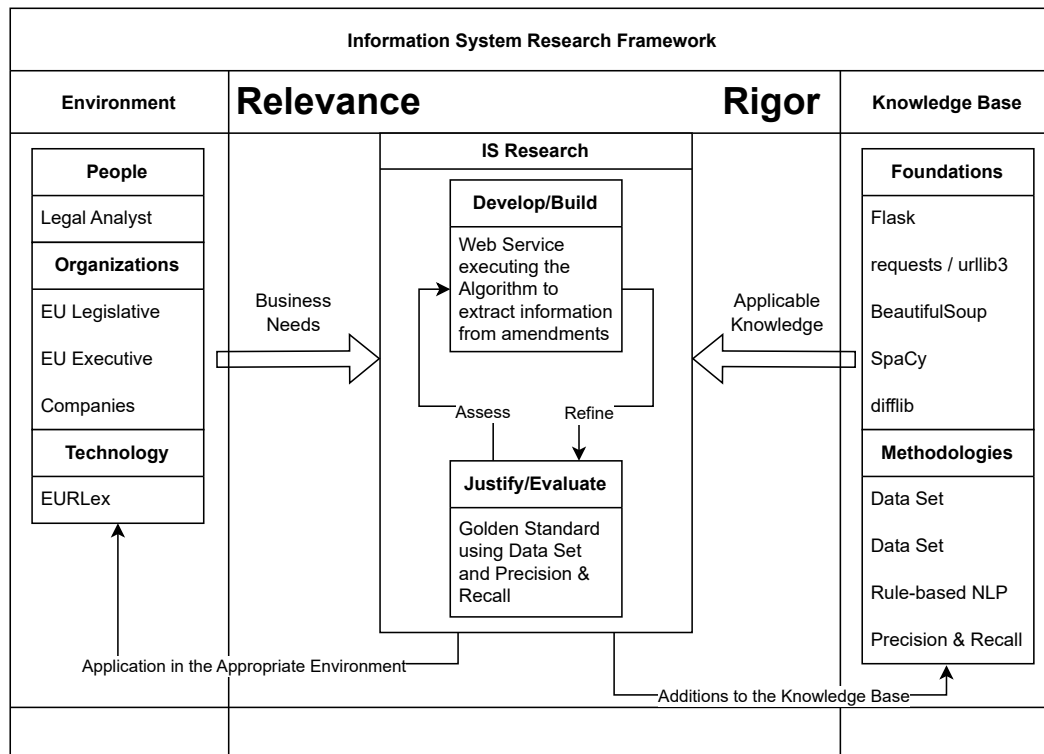 Information System Research Framework
Environment
Relevance
Rigor
Knowledge Base
People
Legal Analyst
Organizations
EU Legislative
EU Executive
Companies
Technology
EURLex
Business
Needs
IS Research
Develop/Build
Web Service
executing the
Algorithm to
extract information
from amendments
Assess
Refine
Justify/Evaluate
Golden Standard
using Data Set
and Precision &
Recall
Applicable
Knowledge
Foundations
Flask
requests / urllib3
BeautifulSoup
SpaCy
difflib
Methodologies
Data Set
Data Set
Rule-based NLP
Precision & Recall
Application in the Appropriate Environment
Additions to the Knowledge Base